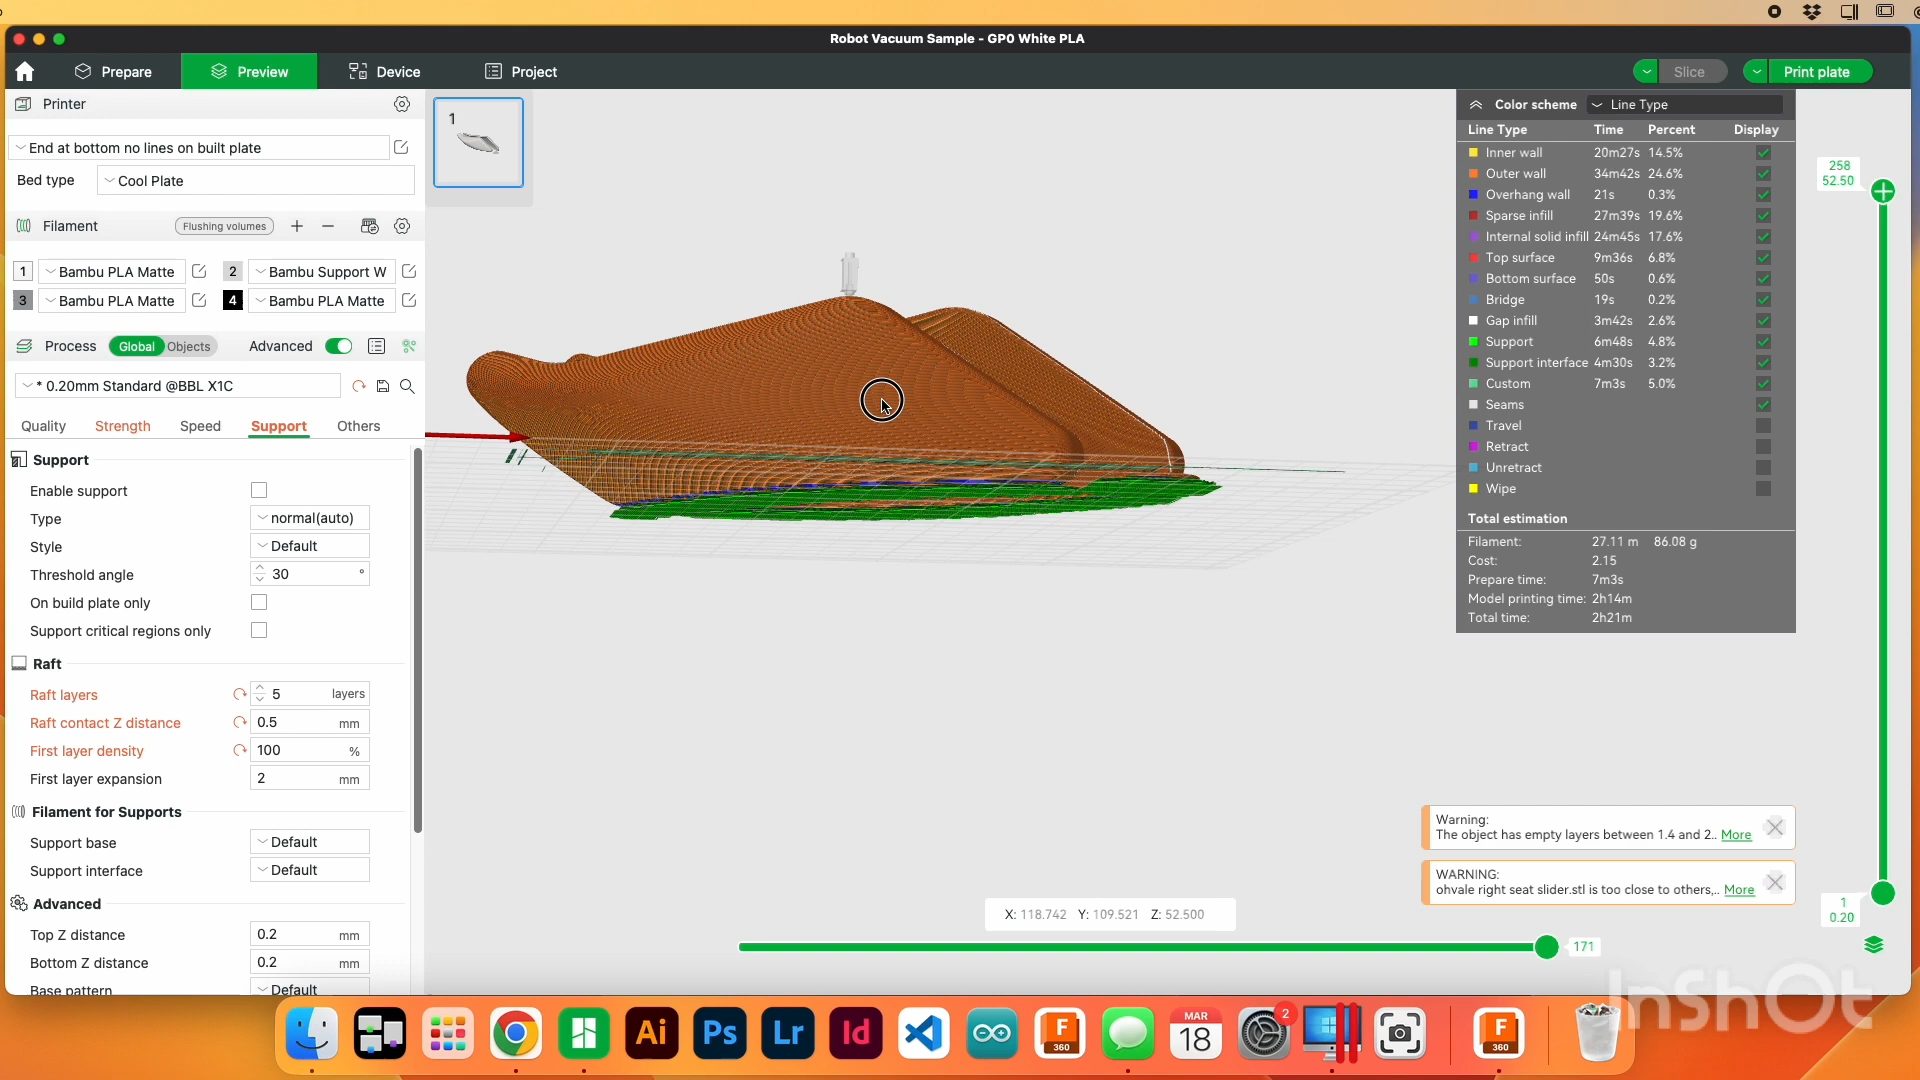 Robot Vacuum Sample - GP0 White PLA
Prepare
Preview
Device
Project
Slice
Print plate
Printer
End at bottom no lines on built plate
Bed type
Cool Plate
Filament
Flushing volumes
1
Bambu PLA Matte
2
Bambu Support W
3
Bambu PLA Matte
4
Bambu PLA Matte
Process
Global
Objects
Advanced
* 0.20mm Standard @BBL X1C
Quality
Strength
Speed
Support
Others
Support
Enable support
Type
normal(auto)
Style
Default
Threshold angle
30
°
On build plate only
Support critical regions only
Raft
Raft layers
5
layers
Raft contact Z distance
0.5
mm
First layer density
100
%
First layer expansion
2
mm
Filament for Supports
Support base
Default
Support interface
Default
Advanced
Top Z distance
0.2
mm
Bottom Z distance
0.2
mm
Base pattern
Default
1
Color scheme
Line Type
Line Type Time Percent Display
Inner wall 20m27s 14.5%
Outer wall 34m42s 24.6%
Overhang wall 21s 0.3%
Sparse infill 27m39s 19.6%
Internal solid infill 24m45s 17.6%
Top surface 9m36s 6.8%
Bottom surface 50s 0.6%
Bridge 19s 0.2%
Gap infill 3m42s 2.6%
Support 6m48s 4.8%
Support interface 4m30s 3.2%
Custom 7m3s 5.0%
Seams
Travel
Retract
Unretract
Wipe
Total estimation
Filament: 27.11 m 86.08 g
Cost: 2.15
Prepare time: 7m3s
Model printing time: 2h14m
Total time: 2h21m
258
52.50
Warning:
The object has empty layers between 1.4 and 2.. More
WARNING:
ohvale right seat slider.stl is too close to others,.. More
1
0.20
X: 118.742 Y: 109.521 Z: 52.500
171
InShOt
Ai
Ps
Lr
Id
F
360
MAR
18
2
F
360